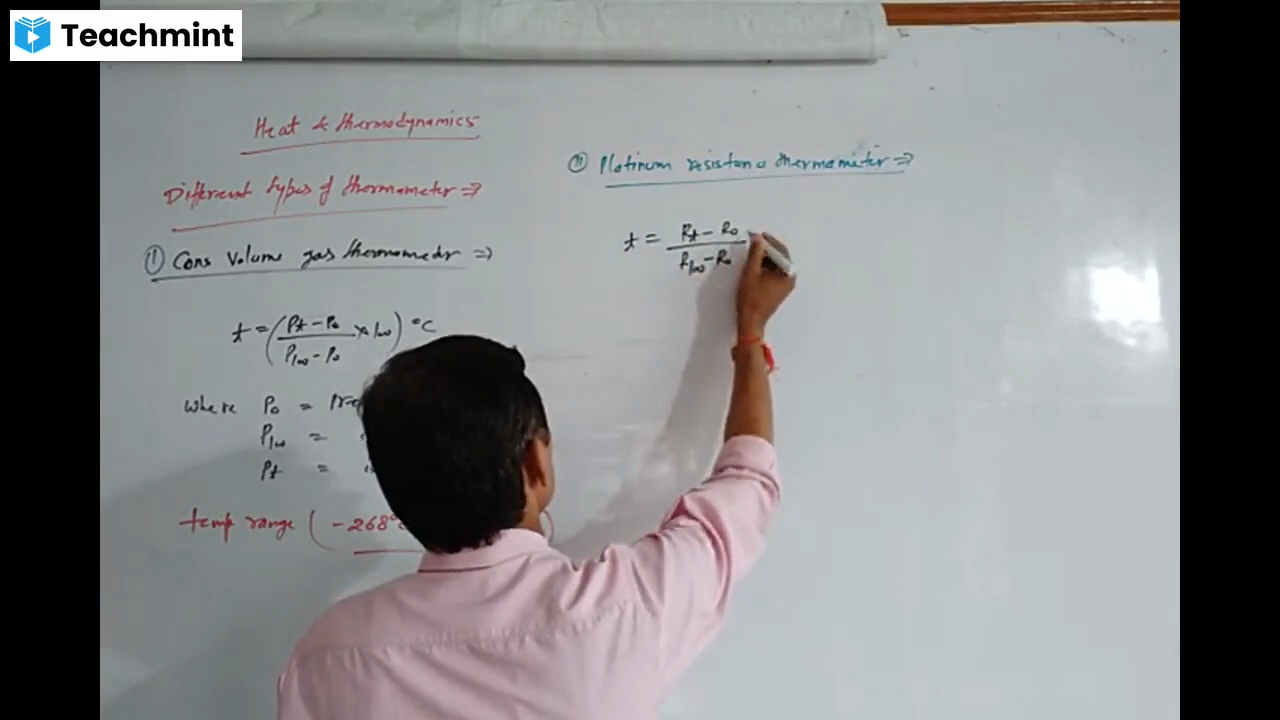 Teachmint
Heat & thermodynamics
Different types of thermometer ⇒
① Cons Volume gas thermometer ⇒
t = (Pt - P0 / P100 - P0 × 100) °C
where P0 = Pre
P100 =
Pt =
temp range ( -268°
② Platinum resistance thermometer ⇒
t = Rt - R0 / R100 - R0